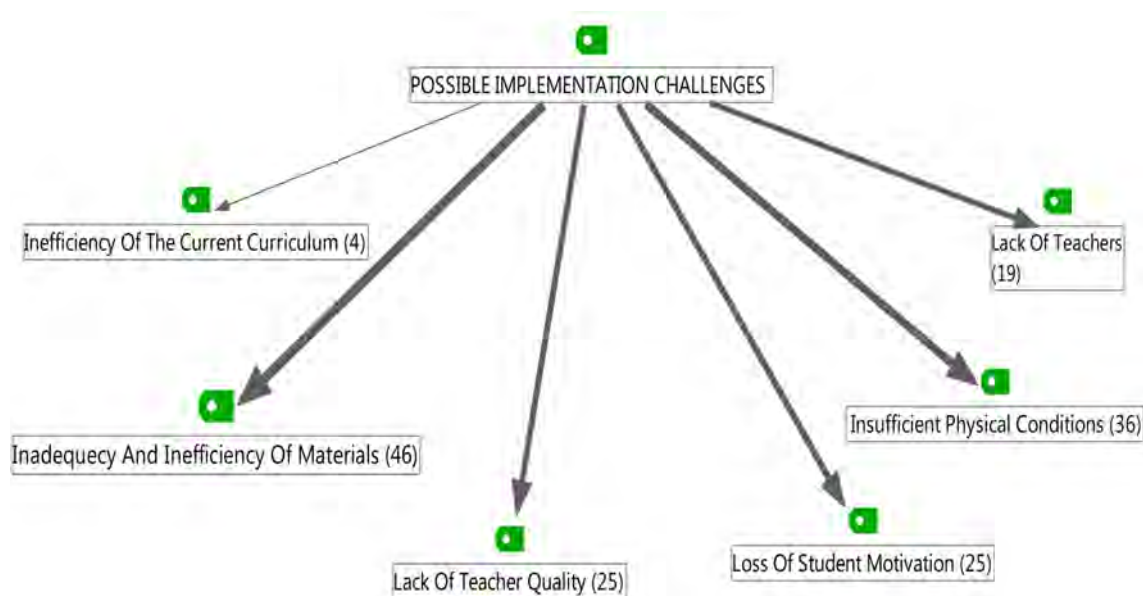 POSSIBLE IMPLEMENTATION CHALLENGES
Inefficiency Of The Current Curriculum (4)
Lack Of Teachers
(19)
Inadequecy And Inefficiency Of Materials (46)
Insufficient Physical Conditions (36)
Lack Of Teacher Quality (25)
Loss Of Student Motivation (25)